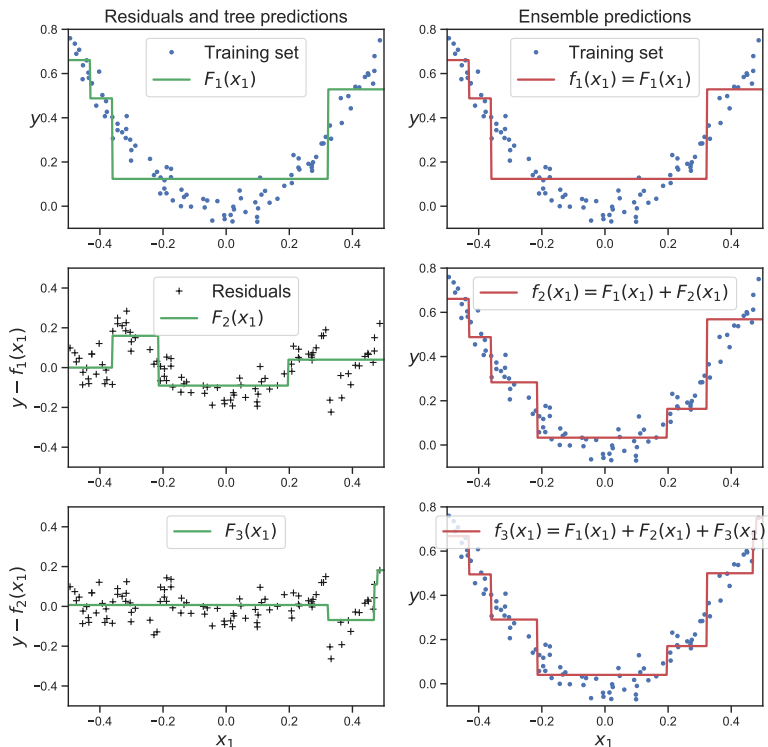 Residuals and tree predictions
Ensemble predictions
0.8
0.6
y0.4
0.2
0.0
Training set
F₁(x₁)
−0.4 −0.2 0.0 0.2 0.4
0.8
0.6
y0.4
0.2
0.0
Training set
f₁(x₁) = F₁(x₁)
−0.4 −0.2 0.0 0.2 0.4
y − f₁(x₁)
0.4
0.2
0.0
−0.2
−0.4
Residuals
F₂(x₁)
−0.4 −0.2 0.0 0.2 0.4
0.8
0.6
y0.4
0.2
0.0
f₂(x₁) = F₁(x₁) + F₂(x₁)
−0.4 −0.2 0.0 0.2 0.4
y − f₂(x₁)
0.4
0.2
0.0
−0.2
−0.4
F₃(x₁)
−0.4 −0.2 0.0 0.2 0.4
x₁
0.8
0.6
y0.4
0.2
0.0
f₃(x₁) = F₁(x₁) + F₂(x₁) + F₃(x₁)
−0.4 −0.2 0.0 0.2 0.4
x₁